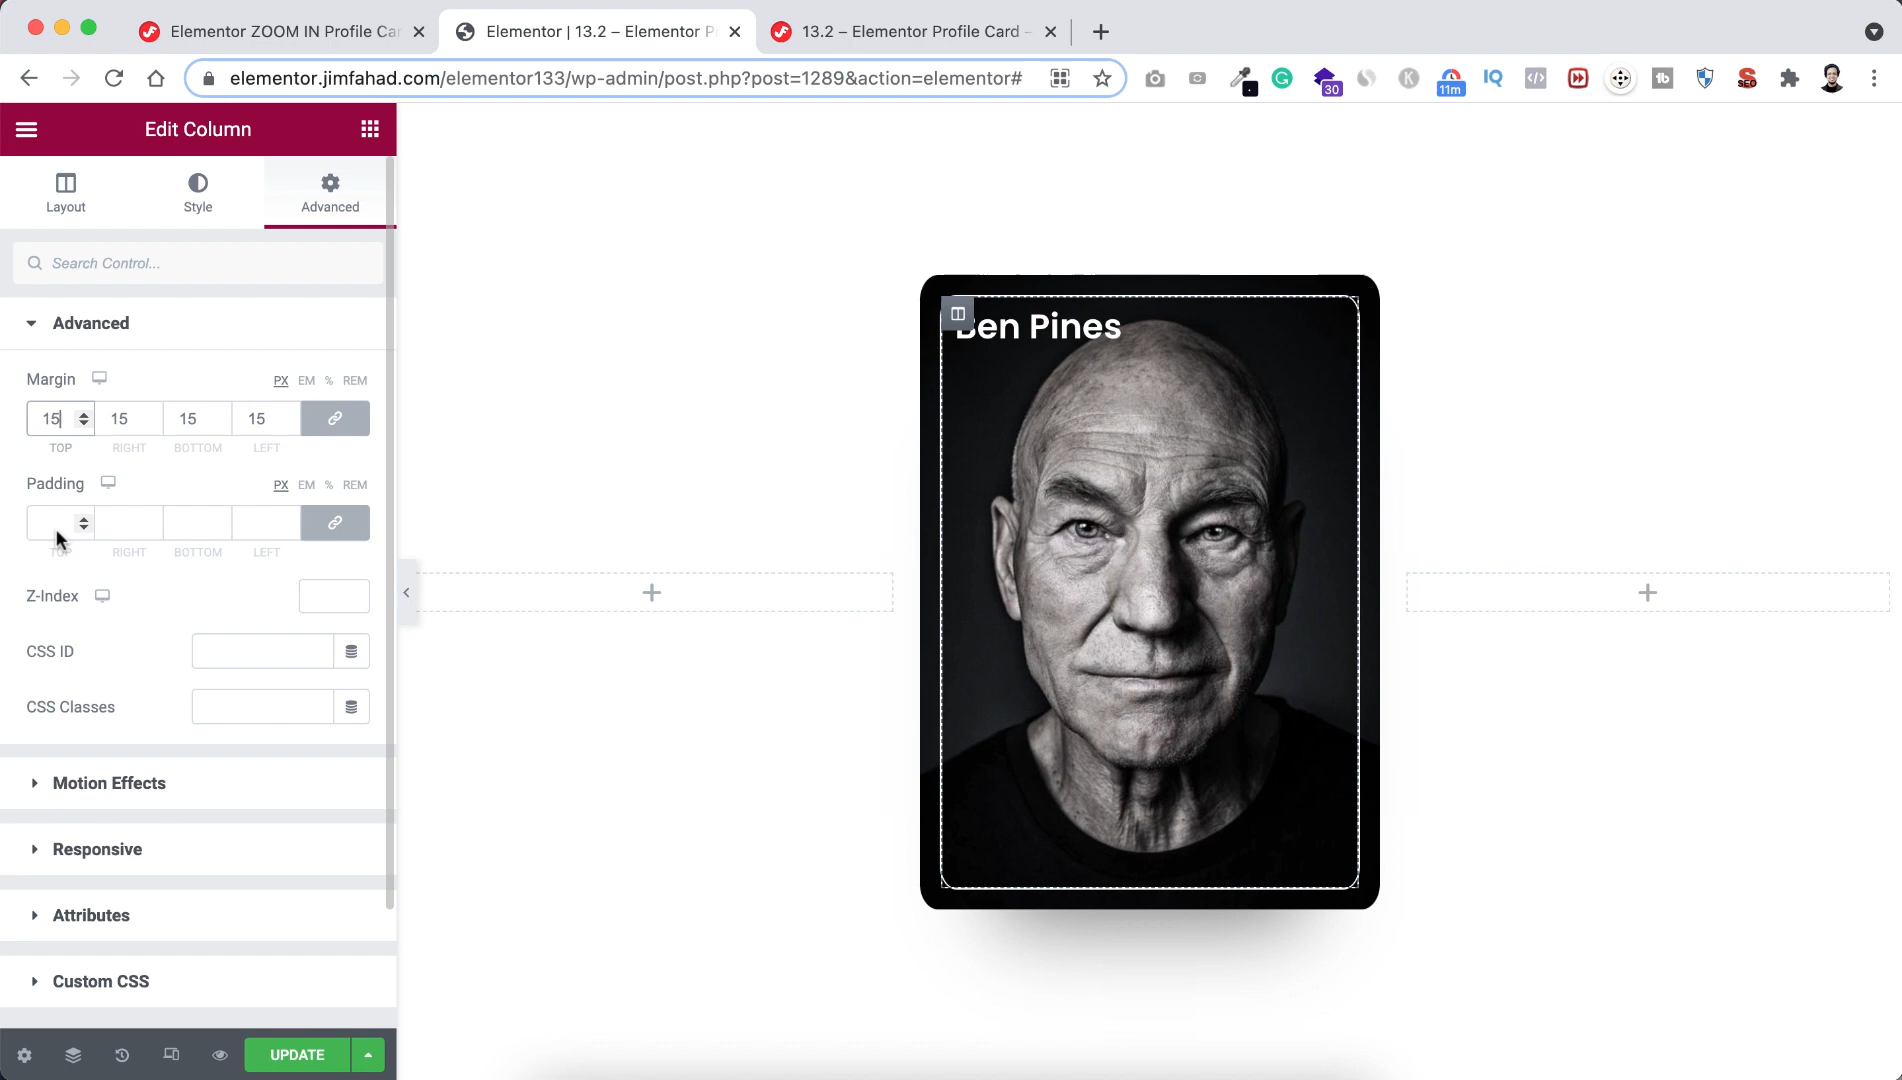 Elementor ZOOM IN Profile Car
Elementor | 13.2 – Elementor P
13.2 – Elementor Profile Card –
elementor.jimfahad.com/elementor133/wp-admin/post.php?post=1289&action=elementor#
30
K
11m
IQ
tb
SEO
Edit Column
Layout
Style
Advanced
Search Control...
Advanced
Margin
PX EM % REM
15 15 15 15
TOP RIGHT BOTTOM LEFT
Padding
PX EM % REM
TOP RIGHT BOTTOM LEFT
Z-Index
CSS ID
CSS Classes
Motion Effects
Responsive
Attributes
Custom CSS
UPDATE
Ben Pines